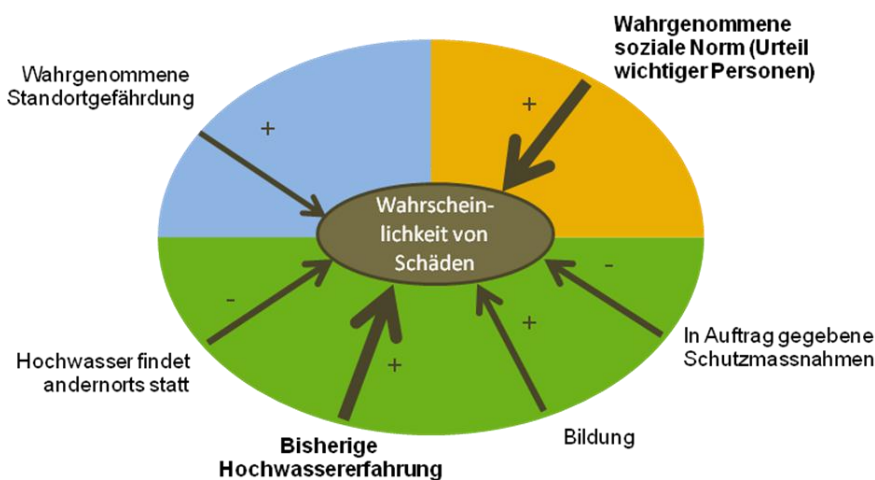 Wahrgenommene
soziale Norm (Urteil
wichtiger Personen)
Wahrgenommene
Standortgefährdung
+
+
Wahrschein-
lichkeit von
Schäden
-
-
+
+
Hochwasser findet
andernorts statt
In Auftrag gegebene
Schutzmassnahmen
Bisherige
Hochwassererfahrung
Bildung